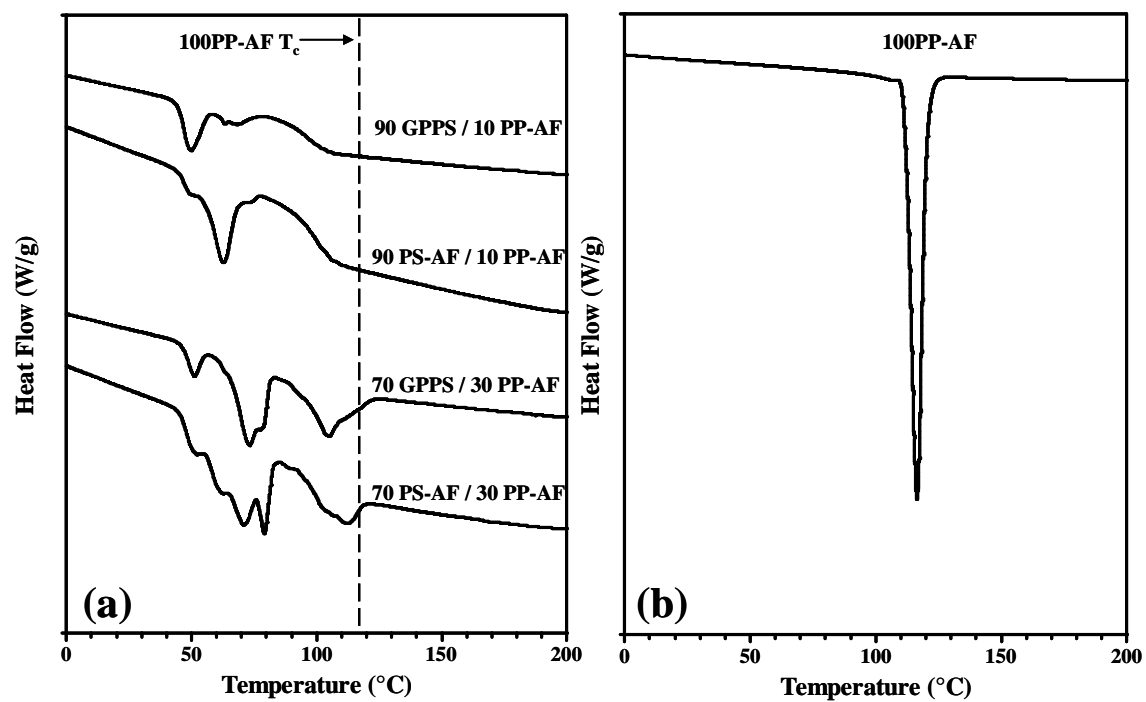 100PP-AF Tc
90 GPPS / 10 PP-AF
90 PS-AF / 10 PP-AF
70 GPPS / 30 PP-AF
70 PS-AF / 30 PP-AF
Heat Flow (W/g)
(a)
0 50 100 150 200
Temperature (°C)
100PP-AF
Heat Flow (W/g)
(b)
0 50 100 150 200
Temperature (°C)